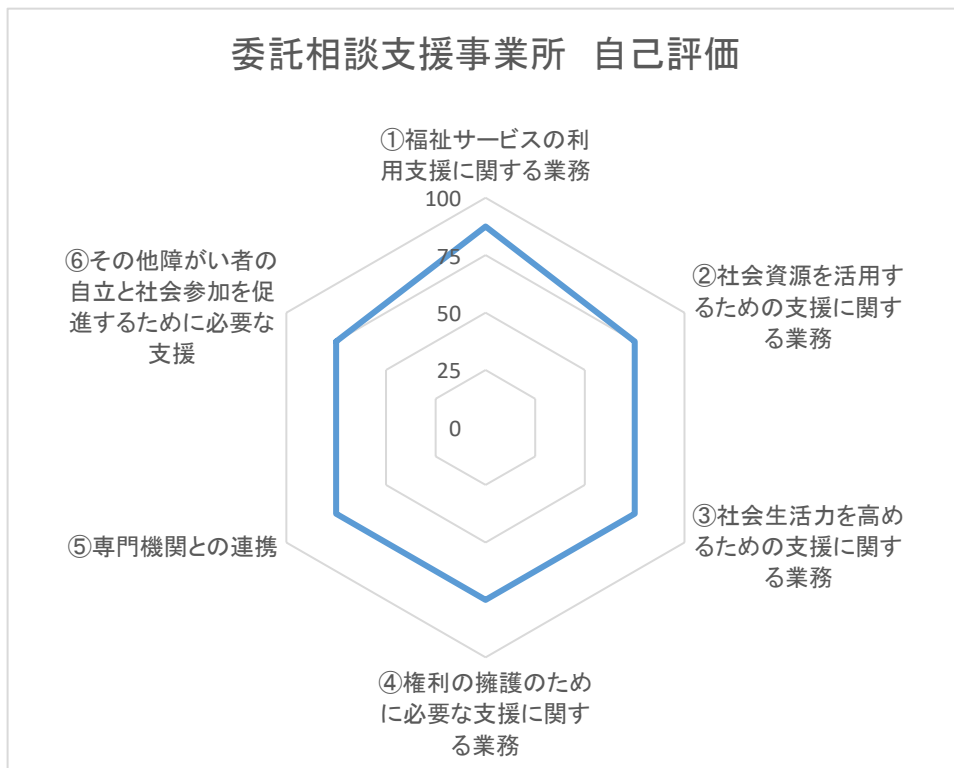 委託相談支援事業所　自己評価
①福祉サービスの利
用支援に関する業務
100
75
50
25
0
②社会資源を活用す
るための支援に関す
る業務
③社会生活力を高め
るための支援に関す
る業務
④権利の擁護のため
に必要な支援に関す
る業務
⑤専門機関との連携
⑥その他障がい者の
自立と社会参加を促
進するために必要な
支援